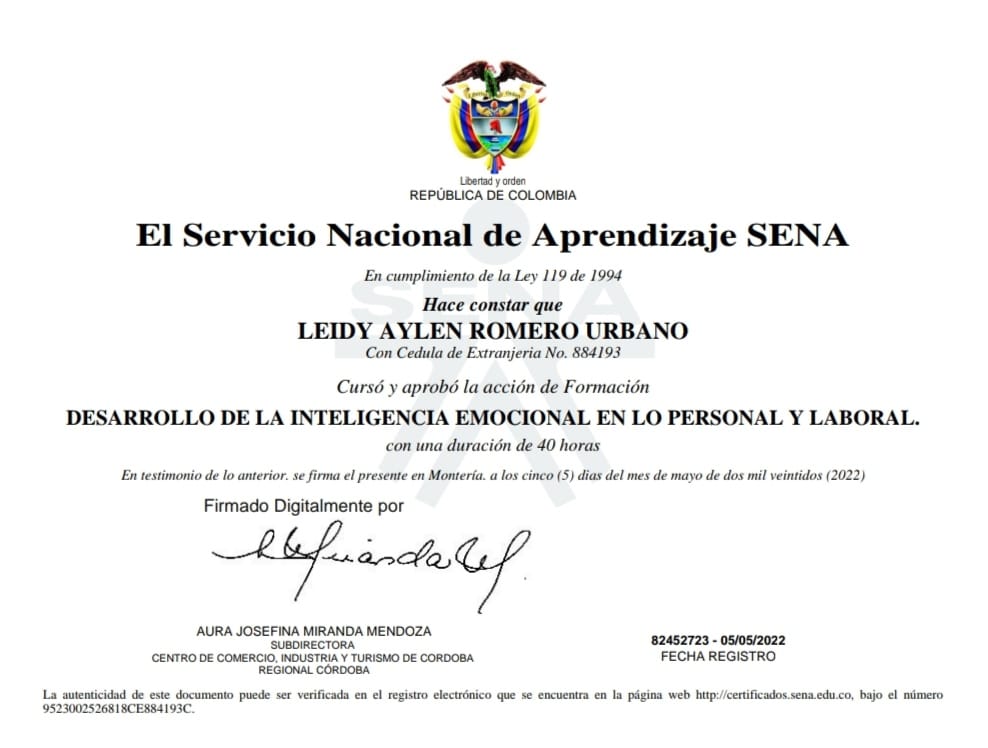 Libertad y orden
REPÚBLICA DE COLOMBIA
SENA
El Servicio Nacional de Aprendizaje SENA
En cumplimiento de la Ley 119 de 1994
Hace constar que
LEIDY AYLEN ROMERO URBANO
Con Cedula de Extranjeria No. 884193
Cursó y aprobó la acción de Formación
DESARROLLO DE LA INTELIGENCIA EMOCIONAL EN LO PERSONAL Y LABORAL.
con una duración de 40 horas
En testimonio de lo anterior. se firma el presente en Montería. a los cinco (5) dias del mes de mayo de dos mil veintidos (2022)
Firmado Digitalmente por
AURA JOSEFINA MIRANDA MENDOZA
SUBDIRECTORA
CENTRO DE COMERCIO, INDUSTRIA Y TURISMO DE CORDOBA
REGIONAL CÓRDOBA
82452723 - 05/05/2022
FECHA REGISTRO
La autenticidad de este documento puede ser verificada en el registro electrónico que se encuentra en la página web http://certificados.sena.edu.co, bajo el número
9523002526818CE884193C.